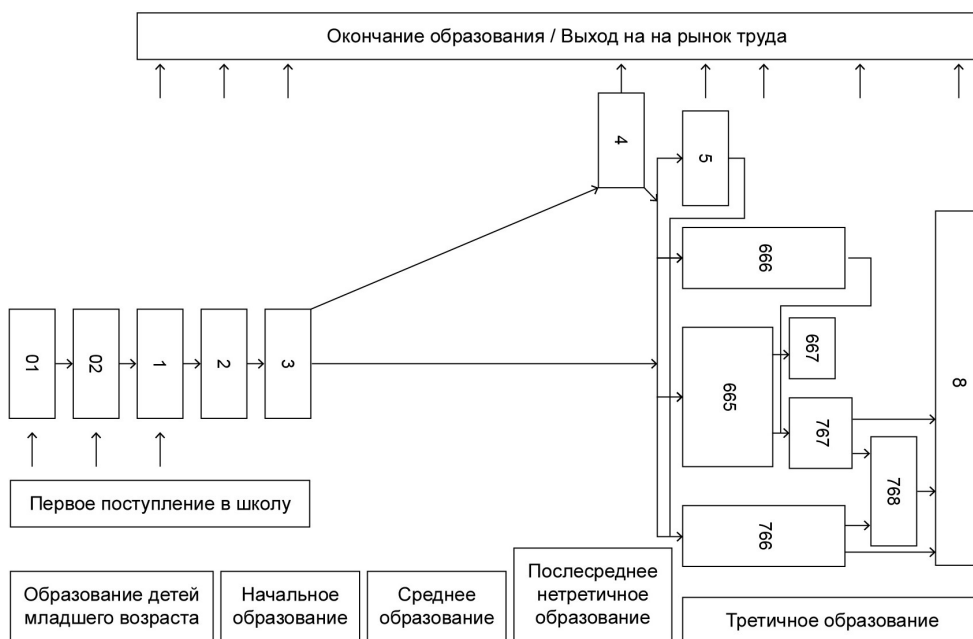 Окончание образования / Выход на на рынок труда
4
5
666
01
02
1
2
3
667
665
767
8
768
766
Первое поступление в школу
Образование детей
младшего возраста
Начальное
образование
Среднее
образование
Послесреднее
нетретичное
образование
Третичное образование